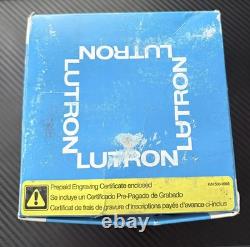 LUTRON
LUTRON
LUTRON
LUTRON
Prepaid Engraving Certificate enclosed
Se incluye un Certificado Pre-Pagado de Grabado
Certificat de frais de gravure d'inscriptions payés d'avance ci-inclus